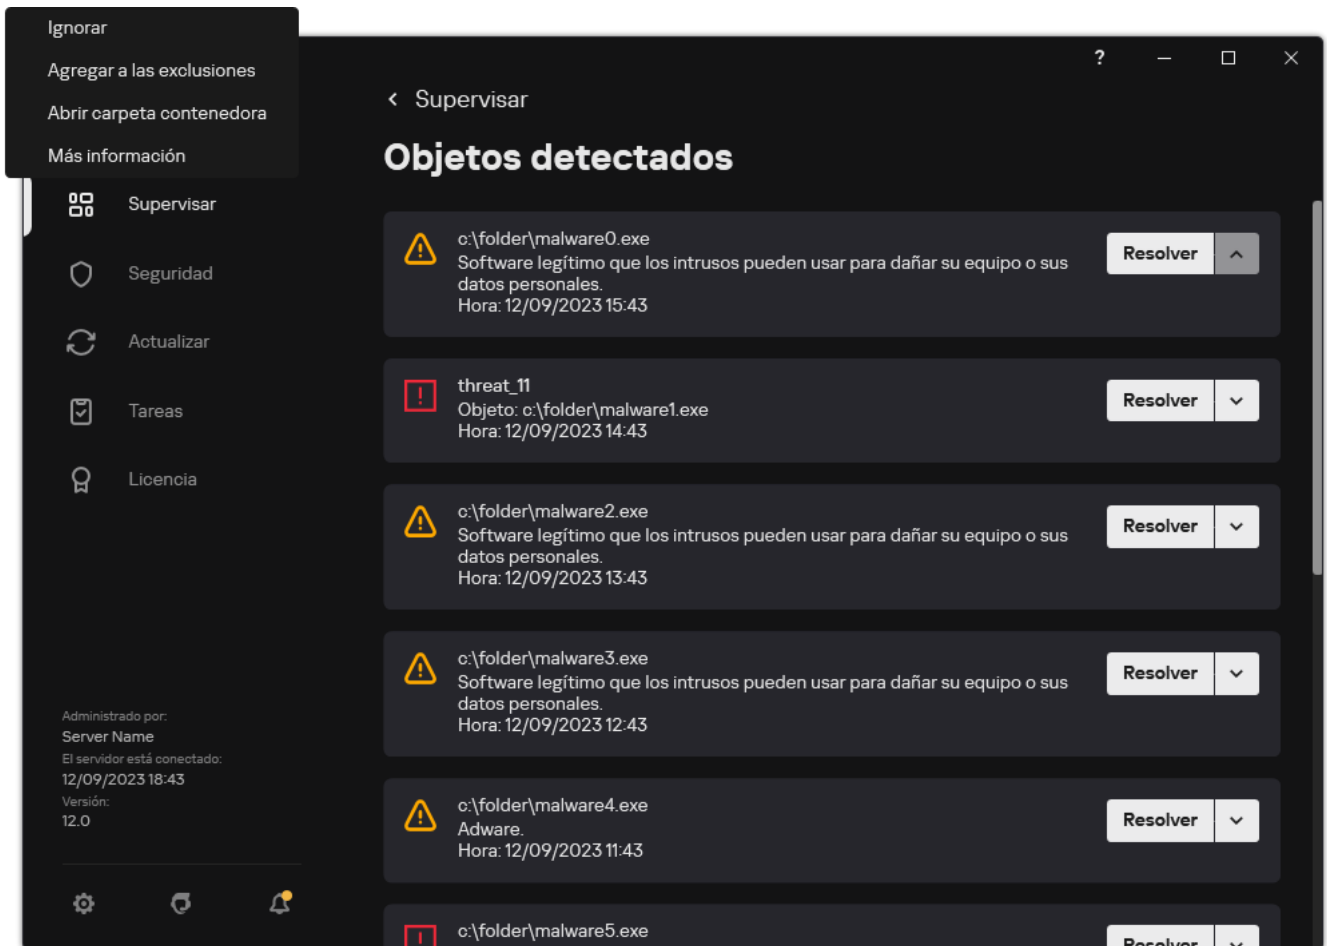 Ignorar
Agregar a las exclusiones
Abrir carpeta contenedora
Más información
?
Supervisar
Objetos detectados
Supervisar
Seguridad
Actualizar
Tareas
Licencia
c:\folder\malware0.exe
Software legítimo que los intrusos pueden usar para dañar su equipo o sus
datos personales.
Hora: 12/09/2023 15:43
Resolver
threat_11
Objeto: c:\folder\malware1.exe
Hora: 12/09/2023 14:43
Resolver
c:\folder\malware2.exe
Software legítimo que los intrusos pueden usar para dañar su equipo o sus
datos personales.
Hora: 12/09/2023 13:43
Resolver
c:\folder\malware3.exe
Software legítimo que los intrusos pueden usar para dañar su equipo o sus
datos personales.
Hora: 12/09/2023 12:43
Resolver
c:\folder\malware4.exe
Adware.
Hora: 12/09/2023 11:43
Resolver
c:\folder\malware5.exe
Resolver
Administrado por:
Server Name
El servidor está conectado:
12/09/2023 18:43
Versión:
12.0